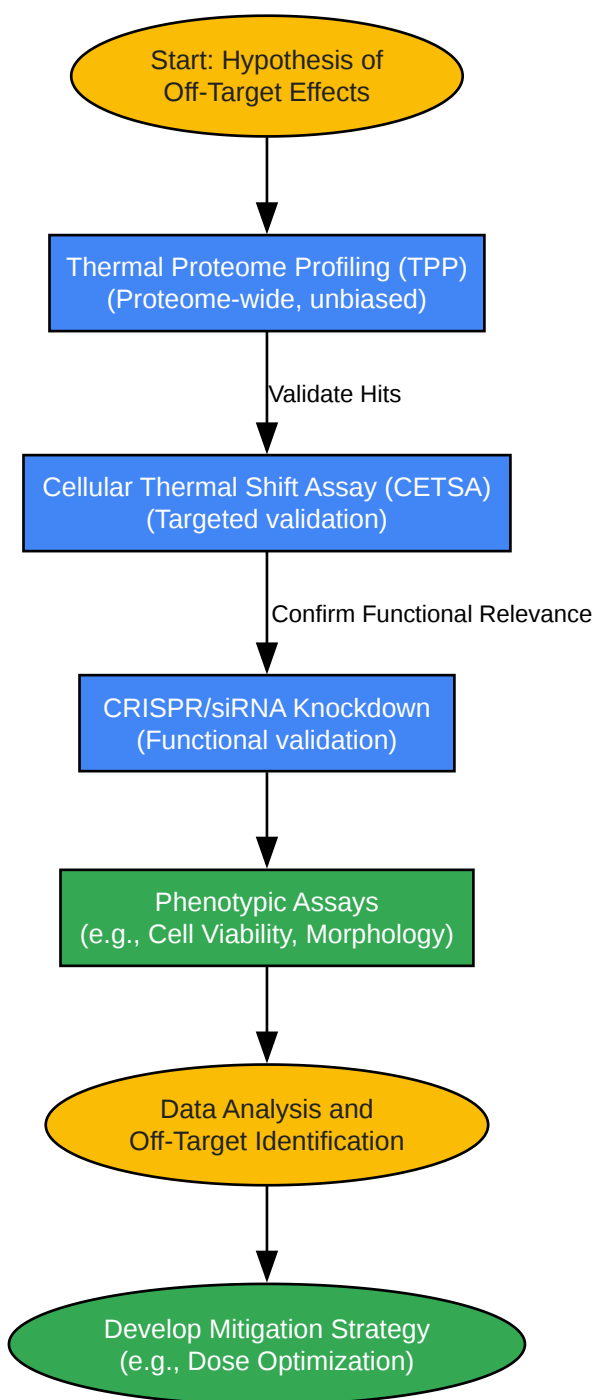 Start: Hypothesis of
Off-Target Effects
Thermal Proteome Profiling (TPP)
(Proteome-wide, unbiased)
Validate Hits
Cellular Thermal Shift Assay (CETSA)
(Targeted validation)
Confirm Functional Relevance
CRISPR/siRNA Knockdown
(Functional validation)
Phenotypic Assays
(e.g., Cell Viability, Morphology)
Data Analysis and
Off-Target Identification
Develop Mitigation Strategy
(e.g., Dose Optimization)